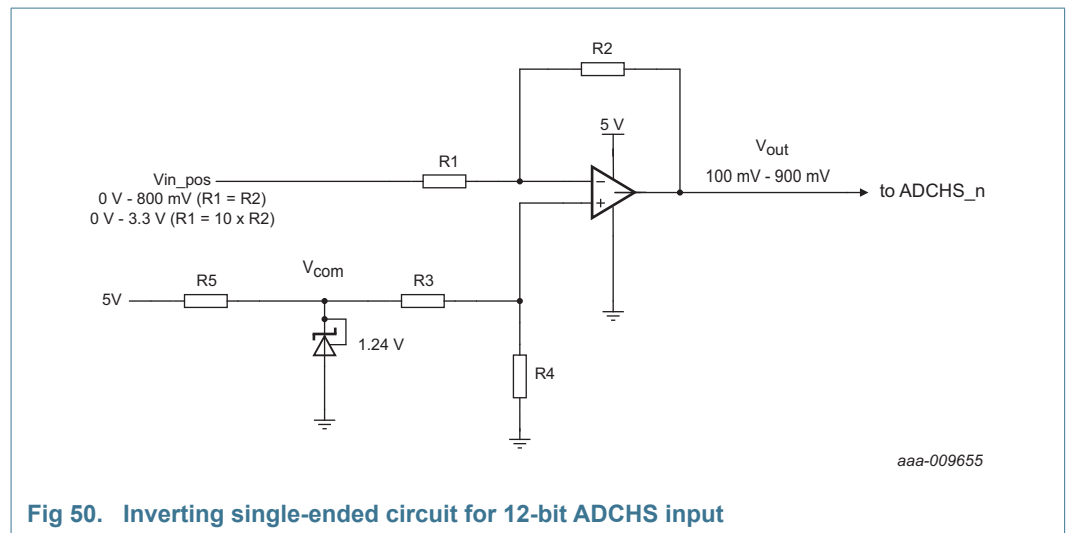 R2
5 V
R1
Vout
Vin_pos
100 mV - 900 mV
to ADCHS_n
0 V - 800 mV (R1 = R2)
0 V - 3.3 V (R1 = 10 x R2)
−
+
R5
Vcom
R3
5V
1.24 V
R4
aaa-009655
Fig 50. Inverting single-ended circuit for 12-bit ADCHS input